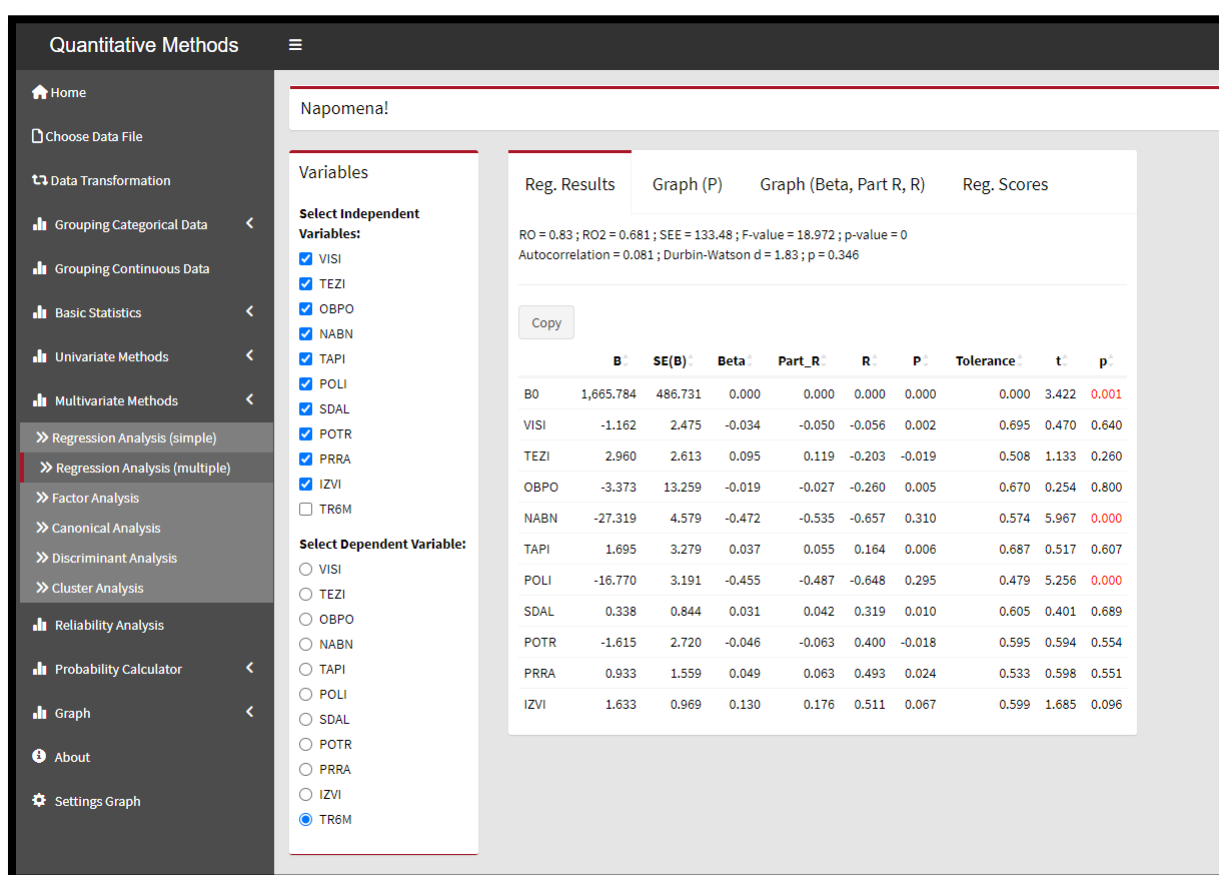 Quantitative Methods
Home
Choose Data File
Data Transformation
Grouping Categorical Data
Grouping Continuous Data
Basic Statistics
Univariate Methods
Multivariate Methods
Regression Analysis (simple)
Regression Analysis (multiple)
Factor Analysis
Canonical Analysis
Discriminant Analysis
Cluster Analysis
Reliability Analysis
Probability Calculator
Graph
About
Settings Graph
Napomena!
Variables
Select Independent
Variables:
VISI
TEZI
OBPO
NABN
TAPI
POLI
SDAL
POTR
PRRA
IZVI
TR6M
Select Dependent Variable:
VISI
TEZI
OBPO
NABN
TAPI
POLI
SDAL
POTR
PRRA
IZVI
TR6M
Reg. Results Graph (P) Graph (Beta, Part R, R) Reg. Scores
RO = 0.83 ; RO2 = 0.681 ; SEE = 133.48 ; F-value = 18.972 ; p-value = 0
Autocorrelation = 0.081 ; Durbin-Watson d = 1.83 ; p = 0.346
Copy
B SE(B) Beta Part_R R P Tolerance t p
B0 1,665.784 486.731 0.000 0.000 0.000 0.000 0.000 3.422 0.001
VISI -1.162 2.475 -0.034 -0.050 -0.056 0.002 0.695 0.470 0.640
TEZI 2.960 2.613 0.095 0.119 -0.203 -0.019 0.508 1.133 0.260
OBPO -3.373 13.259 -0.019 -0.027 -0.260 0.005 0.670 0.254 0.800
NABN -27.319 4.579 -0.472 -0.535 -0.657 0.310 0.574 5.967 0.000
TAPI 1.695 3.279 0.037 0.055 0.164 0.006 0.687 0.517 0.607
POLI -16.770 3.191 -0.455 -0.487 -0.648 0.295 0.479 5.256 0.000
SDAL 0.338 0.844 0.031 0.042 0.319 0.010 0.605 0.401 0.689
POTR -1.615 2.720 -0.046 -0.063 0.400 -0.018 0.595 0.594 0.554
PRRA 0.933 1.559 0.049 0.063 0.493 0.024 0.533 0.598 0.551
IZVI 1.633 0.969 0.130 0.176 0.511 0.067 0.599 1.685 0.096